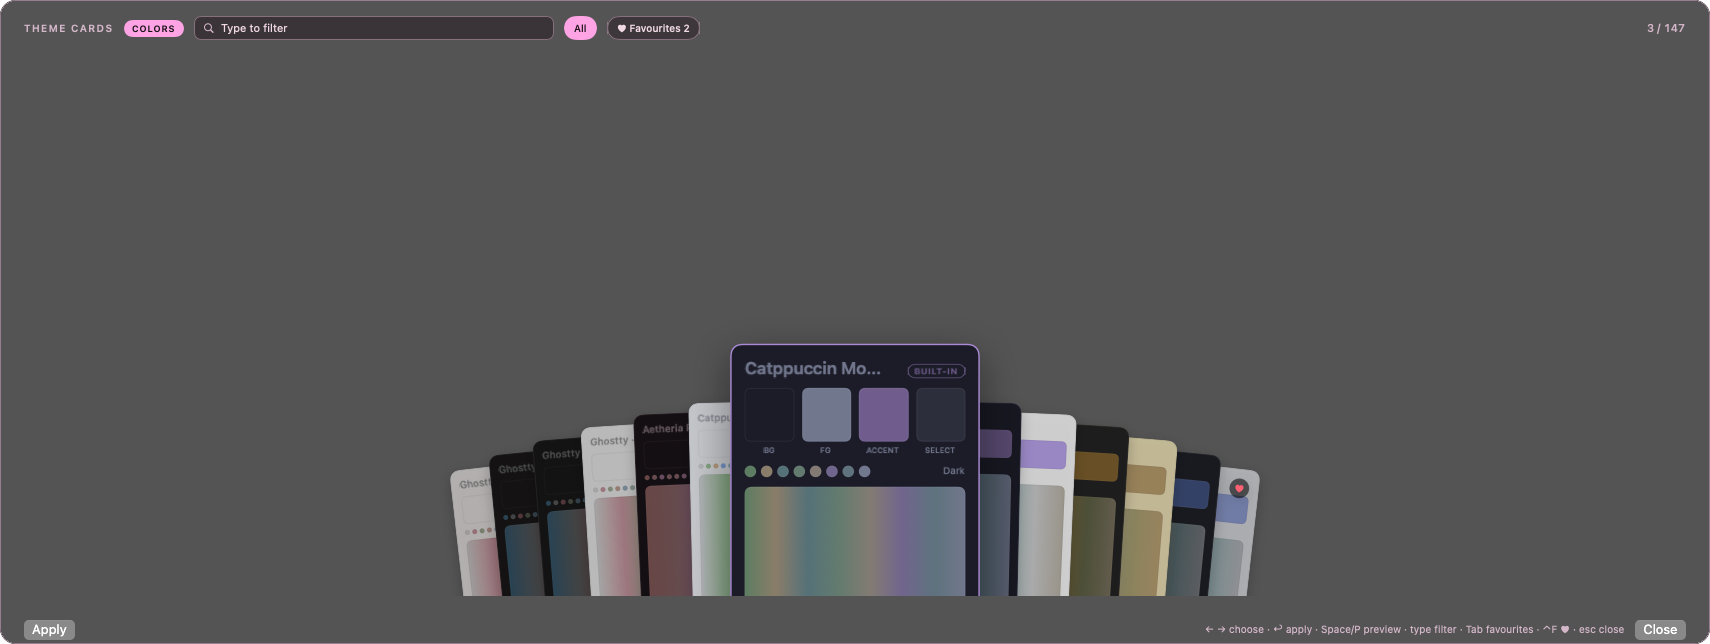 THEME CARDS COLORS Type to filter All Favourites 2 3 / 147
Catppuccin Mo... BUILT-IN
BG FG ACCENT SELECT
Dark
Catppu
Aetheria
Ghostty
Ghostty
Ghostty
Ghostty
Apply ← → choose · ↩ apply · Space/P preview · type filter · Tab favourites · ^F ♥ · esc close Close